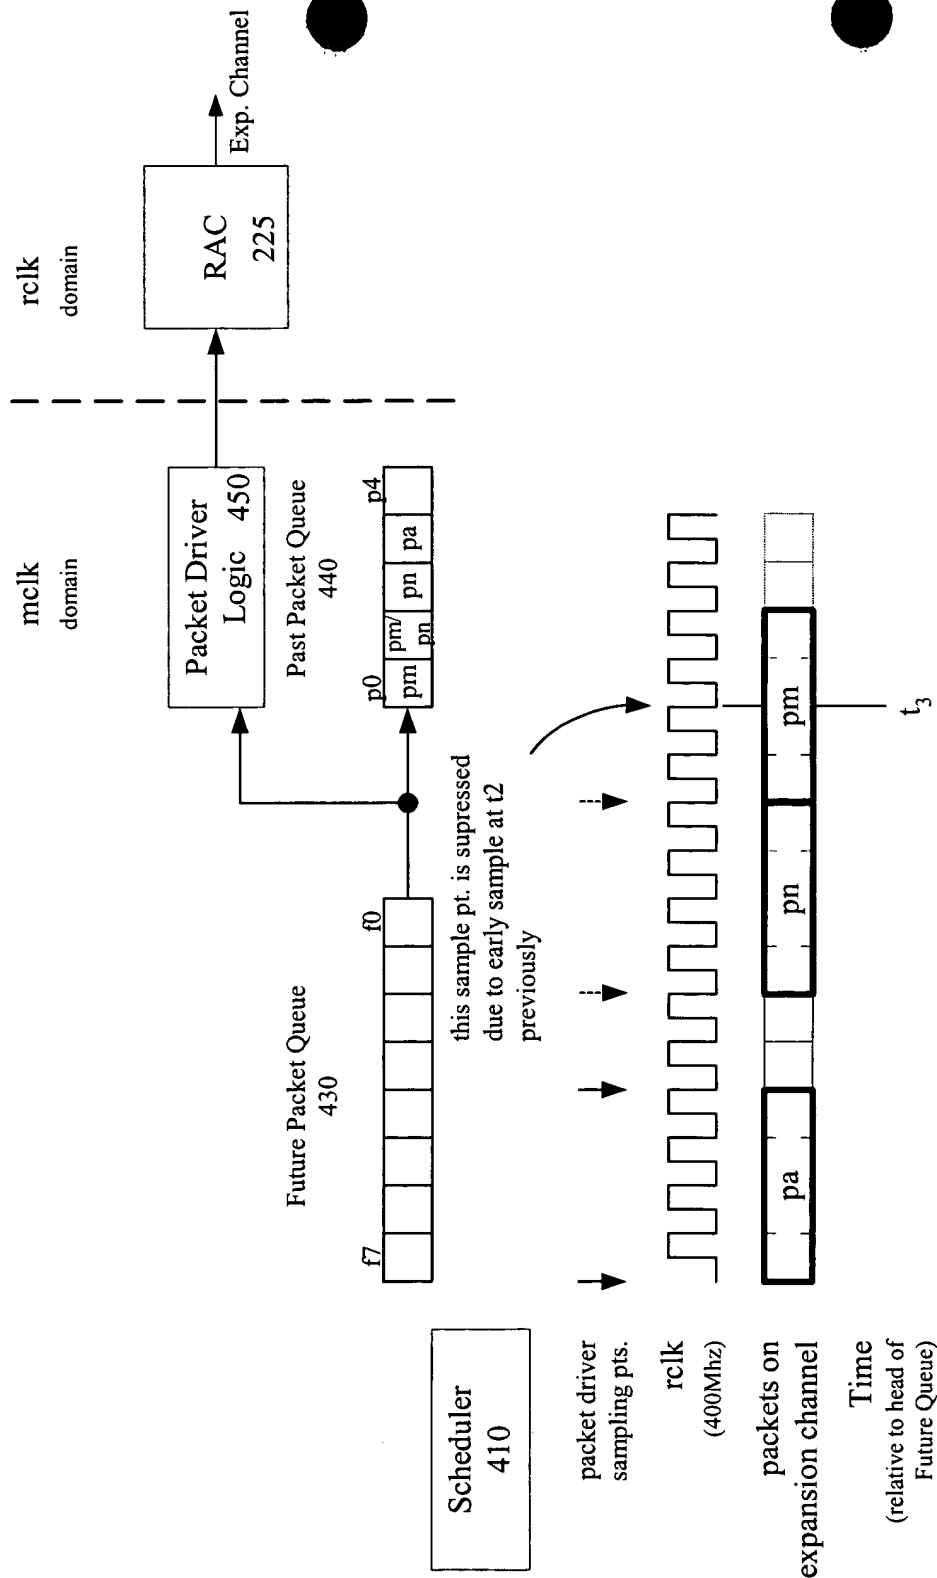 mclk
domain
rclk
domain
Packet Driver
Logic 450
RAC
225
Exp. Channel
Future Packet Queue
430
Past Packet Queue
440
f7
f0
p0
p4
pm
pm/
pn
pn
pa
Scheduler
410
this sample pt. is supressed
due to early sample at t2
previously
packet driver
sampling pts.
rclk
(400Mhz)
packets on
expansion channel
pa
pn
pm
Time
(relative to head of
Future Queue)
t3